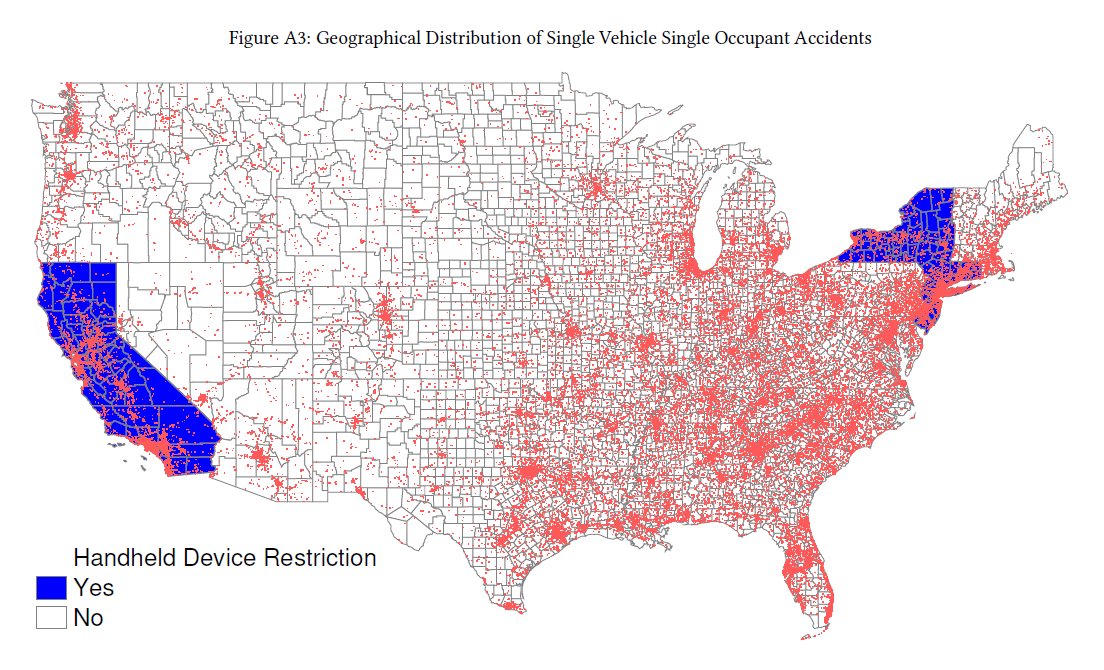 Figure A3: Geographical Distribution of Single Vehicle Single Occupant Accidents
Handheld Device Restriction
Yes
No